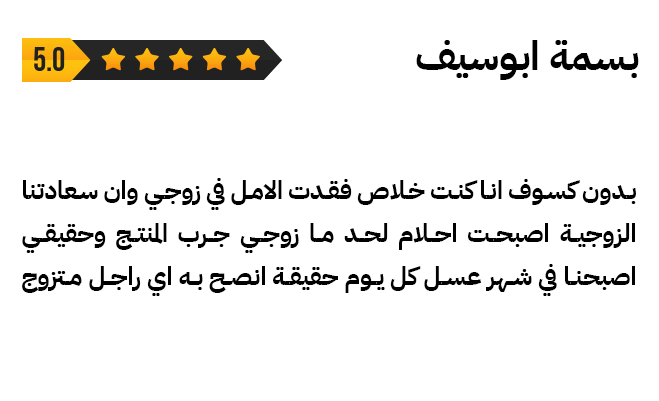 بسمة ابوسيف
5.0
بدون كسوف انا كنت خلاص فقدت الامل في زوجي وان سعادتنا
الزوجية اصبحت احلام لحد ما زوجي جرب المنتج وحقيقي
اصبحنا في شهر عسل كل يوم حقيقة انصح به اي راجل متزوج